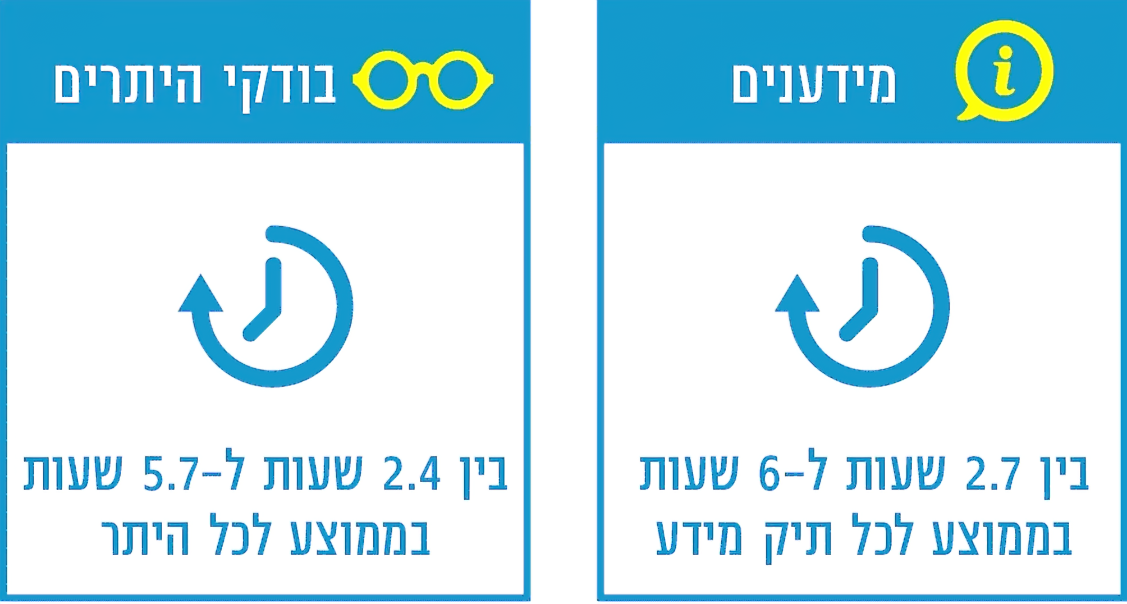 מידענים
בין 2.7 שעות ל-6 שעות
בממוצע לכל תיק מידע
בודקי היתרים
בין 2.4 שעות ל-5.7 שעות
בממוצע לכל היתר